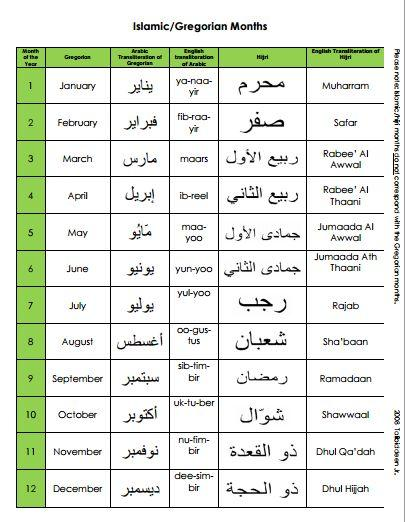 Islamic/Gregorian Months
Month of the Year | Gregorian | Arabic Transliteration of Gregorian | English transliteration of Arabic | Hijri | English Transliteration of Hijri
1 | January | يناير | ya-naa-yir | محرم | Muharram
2 | February | فبراير | fib-raa-yir | صفر | Safar
3 | March | مارس | maars | ربيع الأول | Rabee’ Al Awwal
4 | April | إبريل | ib-reel | ربيع الثاني | Rabee’ Al Thaani
5 | May | مَايُو | maa-yoo | جمادى الأول | Jumaada Al Awwal
6 | June | يونيو | yun-yoo | جمادى الثاني | Jumaada Ath Thaani
7 | July | يوليو | yul-yoo | رجب | Rajab
8 | August | أغسطس | oo-gus-tus | شعبان | Sha’baan
9 | September | سبتمبر | sib-tim-bir | رمضان | Ramadaan
10 | October | أكتوبر | uk-tu-ber | شوّال | Shawwaal
11 | November | نوفمبر | nu-fim-bir | ذو القعدة | Dhul Qa’dah
12 | December | ديسمبر | dee-sim-bir | ذو الحجة | Dhul Hijjah
Please note: Islamic/Hijri months do not correspond with the Gregorian months.
2008 TalibiDeen Jr.